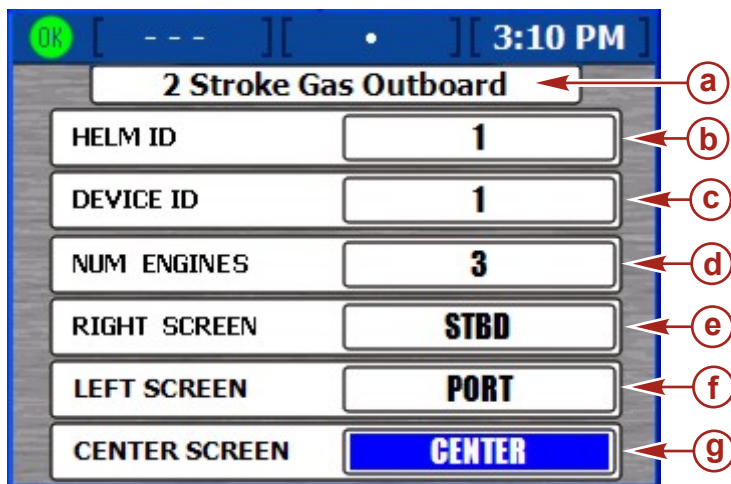 OK [ - - - ][ • ][ 3:10 PM ]
2 Stroke Gas Outboard a
HELM ID 1 b
DEVICE ID 1 c
NUM ENGINES 3 d
RIGHT SCREEN STBD e
LEFT SCREEN PORT f
CENTER SCREEN CENTER g